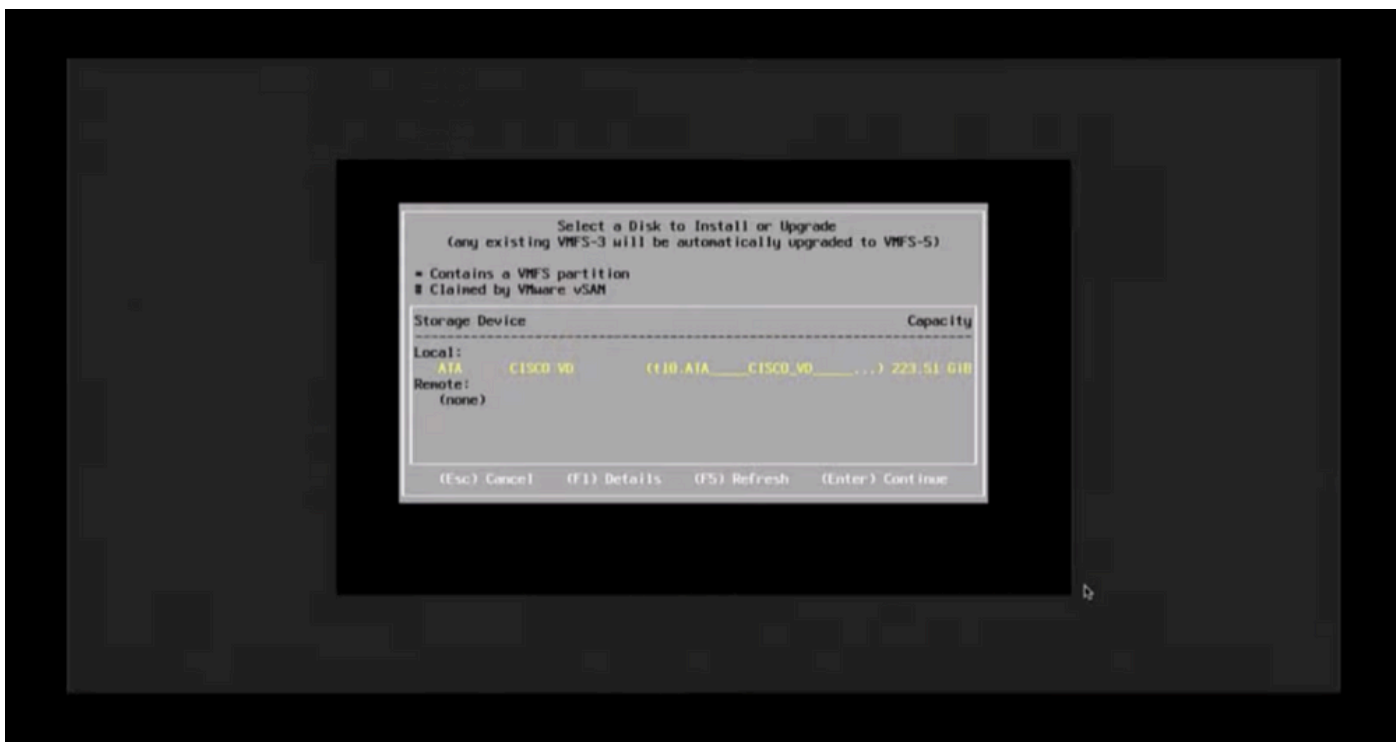 Select a Disk to Install or Upgrade
(any existing VMFS-3 will be automatically upgraded to VMFS-5)
* Contains a VMFS partition
# Claimed by VMware vSAN
Storage Device Capacity
Local:
ATA CISCO VD (t10.ATA_____CISCO_VD______...) 223.51 GiB
Remote:
(none)
(Esc) Cancel (F1) Details (F5) Refresh (Enter) Continue